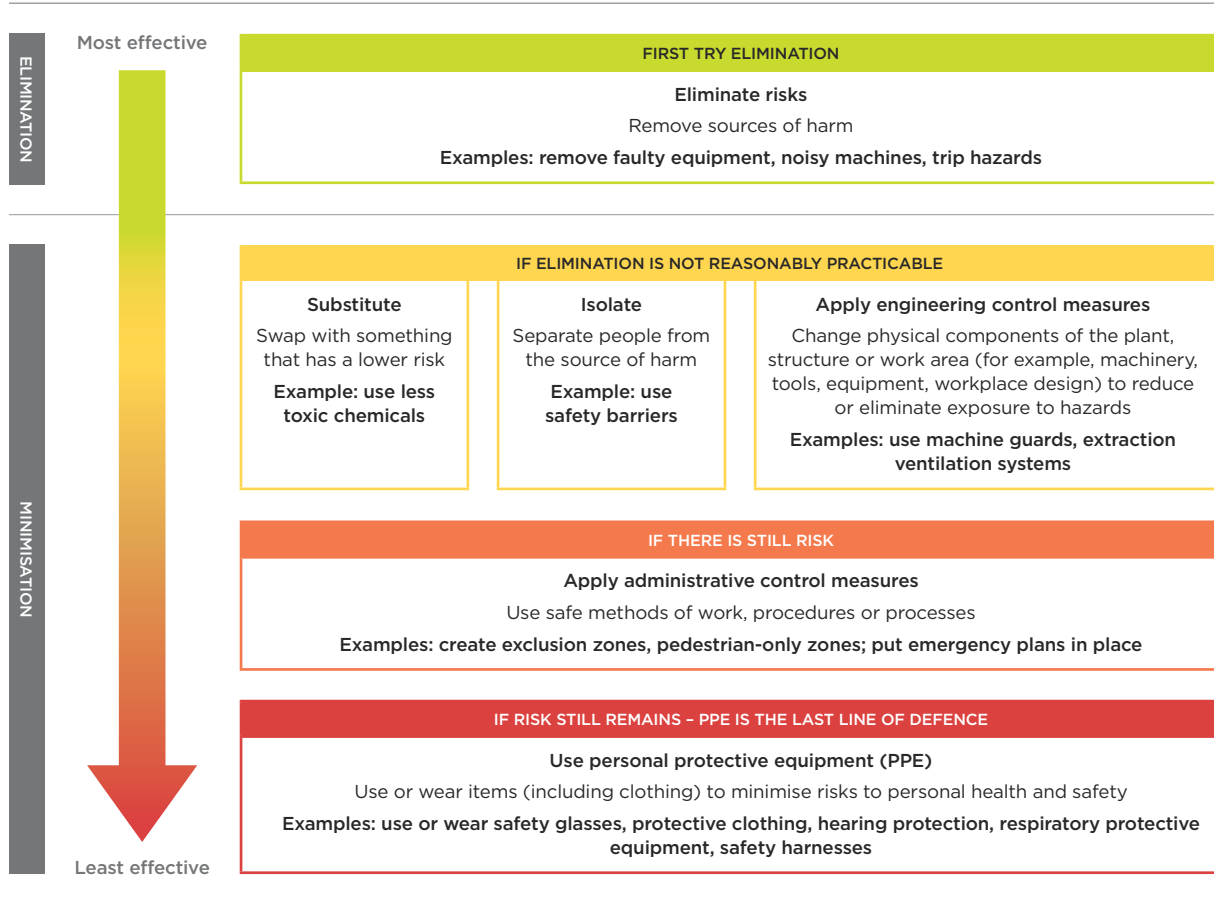 ELIMINATION
Most effective
FIRST TRY ELIMINATION
Eliminate risks
Remove sources of harm
Examples: remove faulty equipment, noisy machines, trip hazards
MINIMISATION
IF ELIMINATION IS NOT REASONABLY PRACTICABLE
Substitute
Swap with something
that has a lower risk
Example: use less
toxic chemicals
Isolate
Separate people from
the source of harm
Example: use
safety barriers
Apply engineering control measures
Change physical components of the plant,
structure or work area (for example, machinery,
tools, equipment, workplace design) to reduce
or eliminate exposure to hazards
Examples: use machine guards, extraction
ventilation systems
IF THERE IS STILL RISK
Apply administrative control measures
Use safe methods of work, procedures or processes
Examples: create exclusion zones, pedestrian-only zones; put emergency plans in place
IF RISK STILL REMAINS – PPE IS THE LAST LINE OF DEFENCE
Use personal protective equipment (PPE)
Use or wear items (including clothing) to minimise risks to personal health and safety
Examples: use or wear safety glasses, protective clothing, hearing protection, respiratory protective
equipment, safety harnesses
Least effective